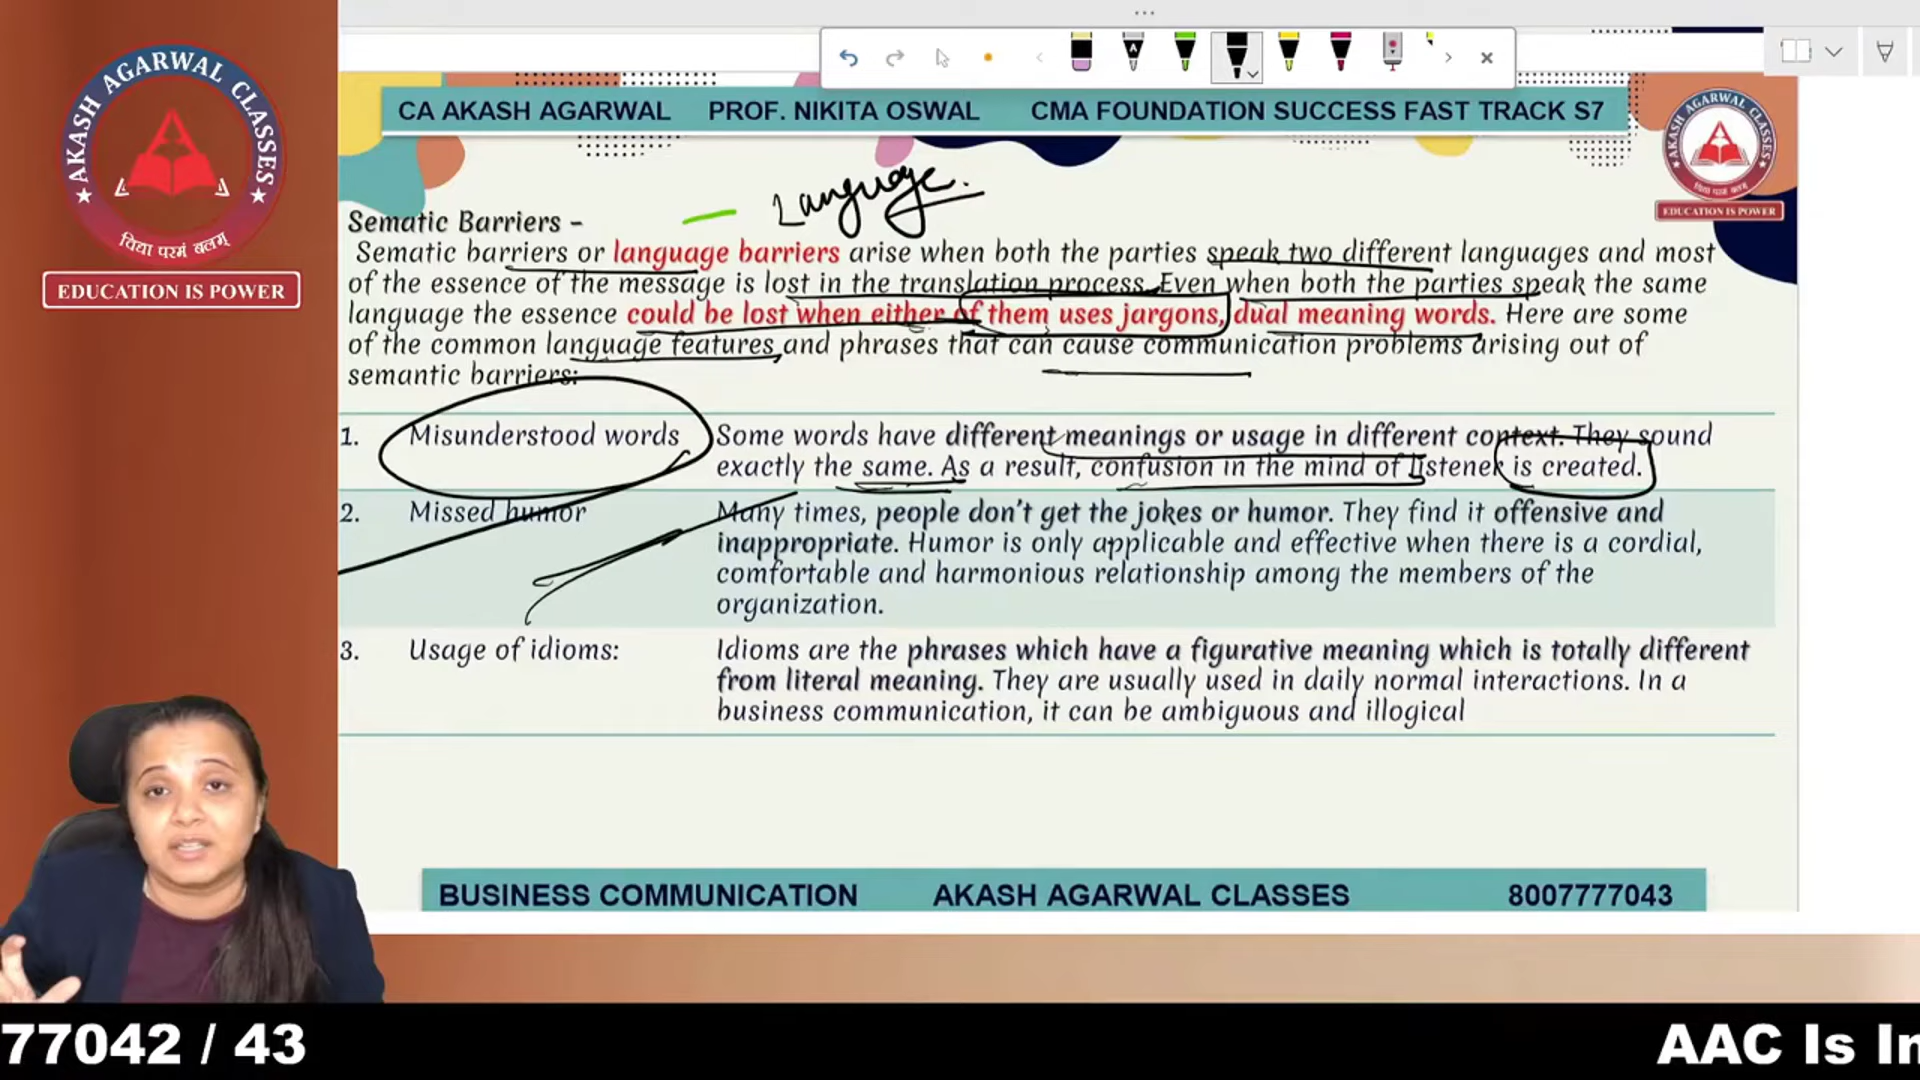 AKASH AGARWAL CLASSES
विद्या परमं बलम्
EDUCATION IS POWER
CA AKASH AGARWAL PROF. NIKITA OSWAL CMA FOUNDATION SUCCESS FAST TRACK S7
AKASH AGARWAL CLASSES
विद्या परमं बलम्
EDUCATION IS POWER
Language.
Sematic Barriers –
Sematic barriers or language barriers arise when both the parties speak two different languages and most
of the essence of the message is lost in the translation process. Even when both the parties speak the same
language the essence could be lost when either of them uses jargons, dual meaning words. Here are some
of the common language features and phrases that can cause communication problems arising out of
semantic barriers:
1. Misunderstood words Some words have different meanings or usage in different context. They sound
exactly the same. As a result, confusion in the mind of listener is created.
2. Missed humor Many times, people don't get the jokes or humor. They find it offensive and
inappropriate. Humor is only applicable and effective when there is a cordial,
comfortable and harmonious relationship among the members of the
organization.
3. Usage of idioms: Idioms are the phrases which have a figurative meaning which is totally different
from literal meaning. They are usually used in daily normal interactions. In a
business communication, it can be ambiguous and illogical
BUSINESS COMMUNICATION AKASH AGARWAL CLASSES 8007777043
77042 / 43 AAC Is In